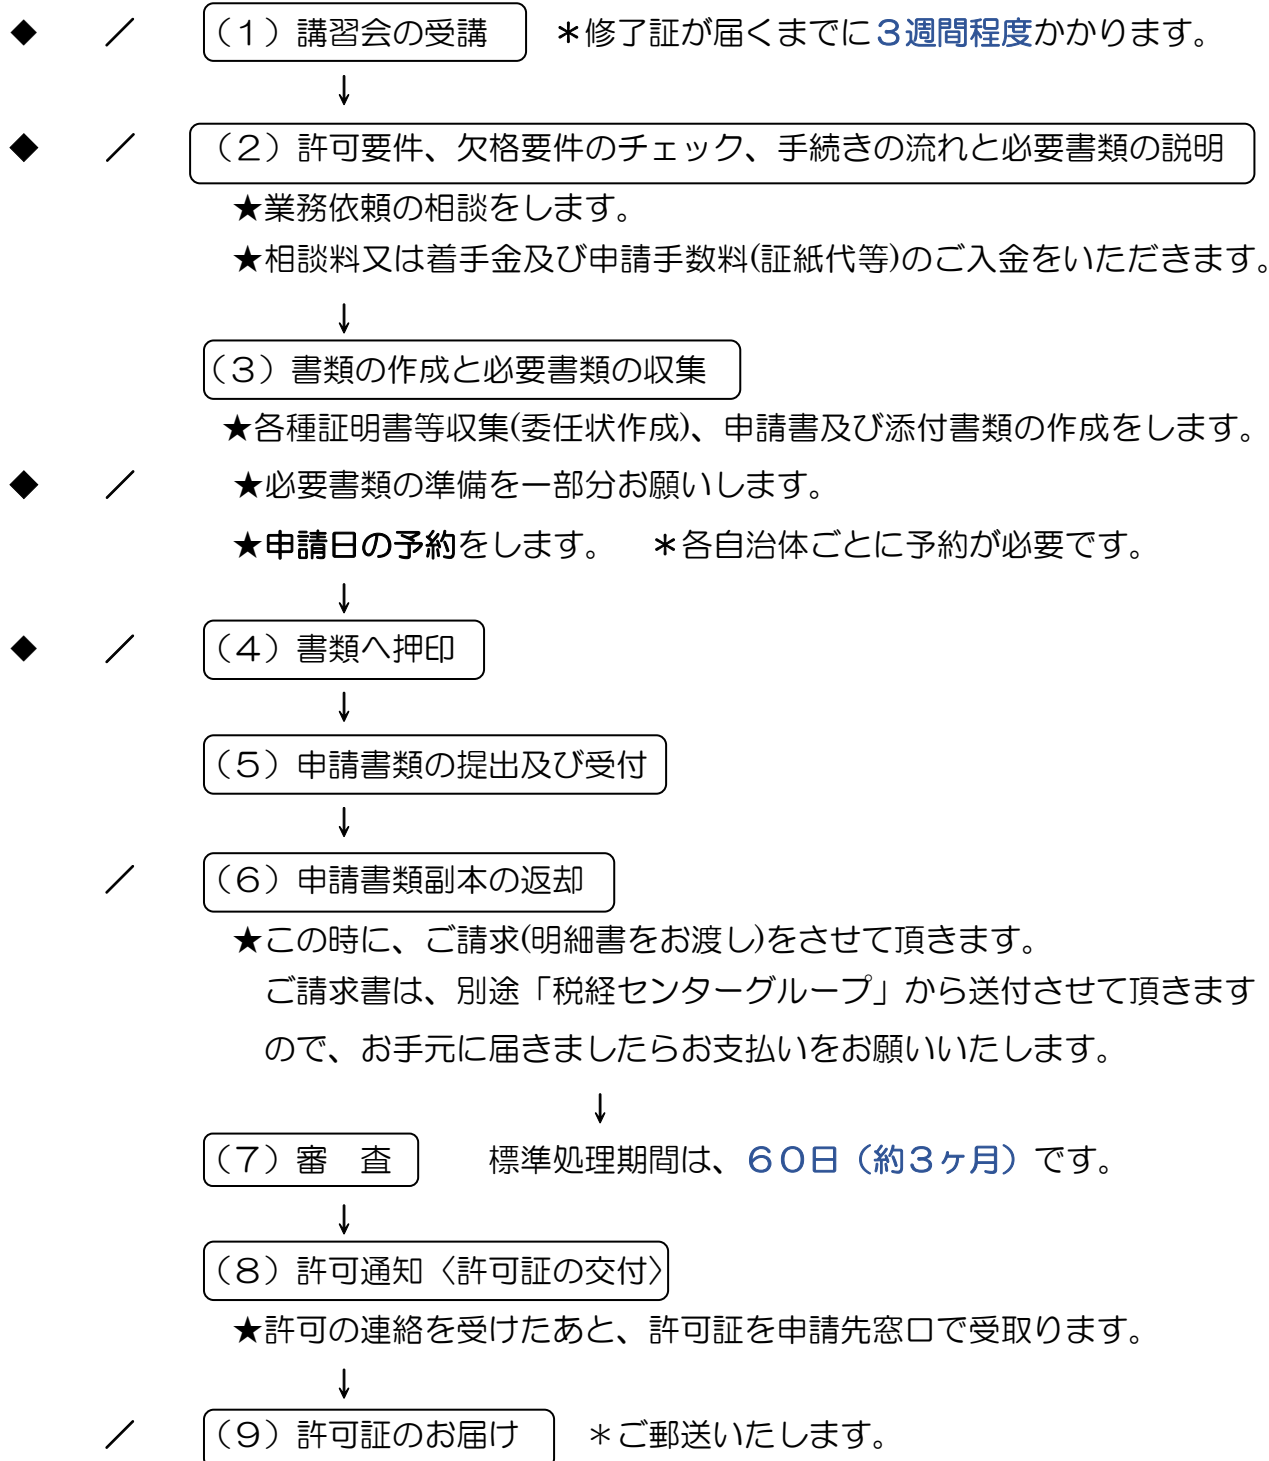 ◆ ／ （１）講習会の受講 ＊修了証が届くまでに３週間程度かかります。
↓
◆ ／ （２）許可要件、欠格要件のチェック、手続きの流れと必要書類の説明
★業務依頼の相談をします。
★相談料又は着手金及び申請手数料(証紙代等)のご入金をいただきます。
↓
（３）書類の作成と必要書類の収集
★各種証明書等収集(委任状作成)、申請書及び添付書類の作成をします。
◆ ／ ★必要書類の準備を一部分お願いします。
★申請日の予約をします。 ＊各自治体ごとに予約が必要です。
↓
◆ ／ （４）書類へ押印
↓
（５）申請書類の提出及び受付
↓
／ （６）申請書類副本の返却
★この時に、ご請求(明細書をお渡し)をさせて頂きます。
ご請求書は、別途「税経センターグループ」から送付させて頂きます
ので、お手元に届きましたらお支払いをお願いいたします。
↓
（７）審　査 標準処理期間は、６０日（約３ヶ月）です。
↓
（８）許可通知〈許可証の交付〉
★許可の連絡を受けたあと、許可証を申請先窓口で受取ります。
↓
／ （９）許可証のお届け ＊ご郵送いたします。